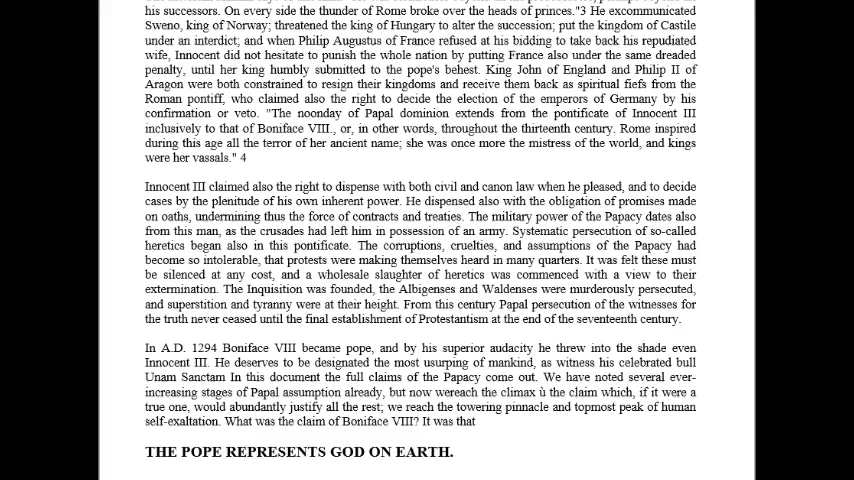 his successors. On every side the thunder of Rome broke over the heads of princes."3 He excommunicated
Sweno, king of Norway; threatened the king of Hungary to alter the succession; put the kingdom of Castile
under an interdict; and when Philip Augustus of France refused at his bidding to take back his repudiated
wife, Innocent did not hesitate to punish the whole nation by putting France also under the same dreaded
penalty, until her king humbly submitted to the pope's behest. King John of England and Philip II of
Aragon were both constrained to resign their kingdoms and receive them back as spiritual fiefs from the
Roman pontiff, who claimed also the right to decide the election of the emperors of Germany by his
confirmation or veto. "The noonday of Papal dominion extends from the pontificate of Innocent III
inclusively to that of Boniface VIII., or, in other words, throughout the thirteenth century. Rome inspired
during this age all the terror of her ancient name; she was once more the mistress of the world, and kings
were her vassals." 4
Innocent III claimed also the right to dispense with both civil and canon law when he pleased, and to decide
cases by the plenitude of his own inherent power. He dispensed also with the obligation of promises made
on oaths, undermining thus the force of contracts and treaties. The military power of the Papacy dates also
from this man, as the crusades had left him in possession of an army. Systematic persecution of so-called
heretics began also in this pontificate. The corruptions, cruelties, and assumptions of the Papacy had
become so intolerable, that protests were making themselves heard in many quarters. It was felt these must
be silenced at any cost, and a wholesale slaughter of heretics was commenced with a view to their
extermination. The Inquisition was founded, the Albigenses and Waldenses were murderously persecuted,
and superstition and tyranny were at their height. From this century Papal persecution of the witnesses for
the truth never ceased until the final establishment of Protestantism at the end of the seventeenth century.
In A.D. 1294 Boniface VIII became pope, and by his superior audacity he threw into the shade even
Innocent III. He deserves to be designated the most usurping of mankind, as witness his celebrated bull
Unam Sanctam In this document the full claims of the Papacy come out. We have noted several ever-
increasing stages of Papal assumption already, but now wereach the climax ù the claim which, if it were a
true one, would abundantly justify all the rest; we reach the towering pinnacle and topmost peak of human
self-exaltation. What was the claim of Boniface VIII? It was that
THE POPE REPRESENTS GOD ON EARTH.